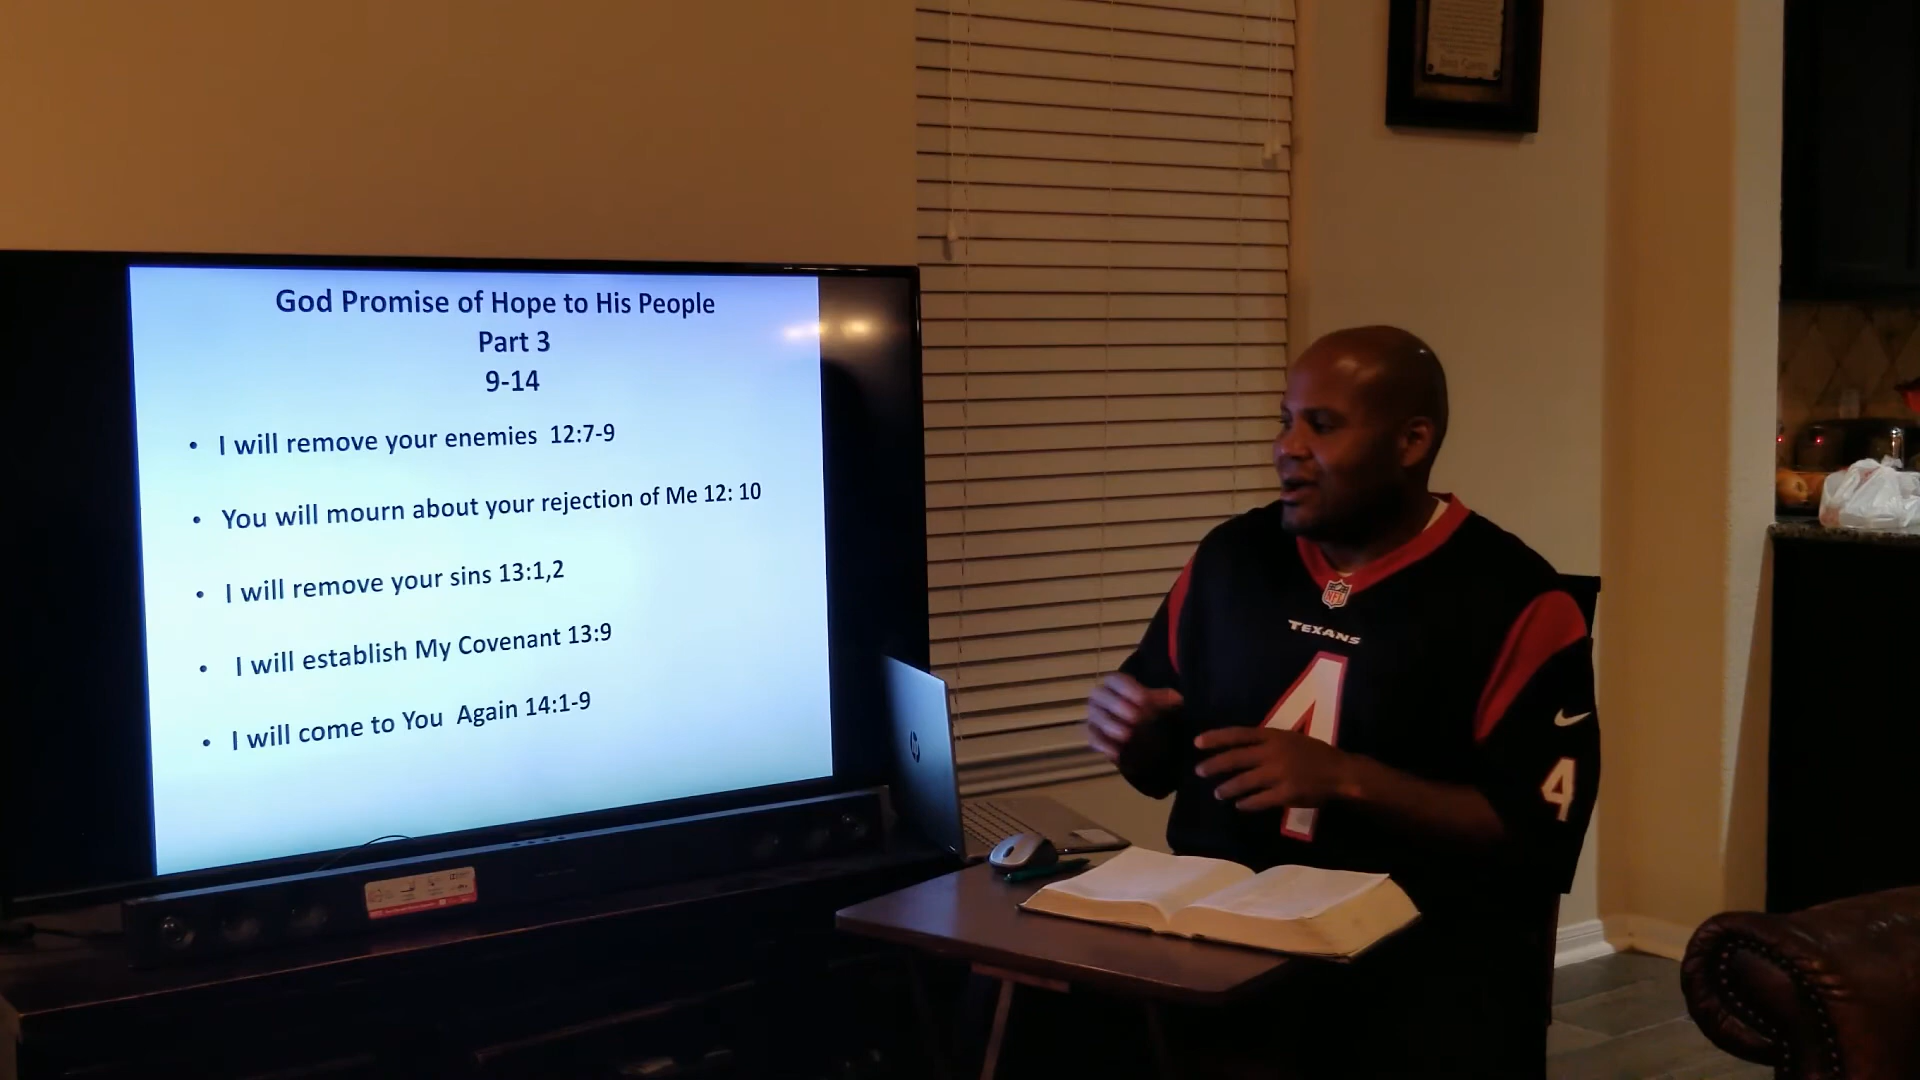 God Promise of Hope to His People
Part 3
9-14
• I will remove your enemies 12:7-9
• You will mourn about your rejection of Me 12: 10
• I will remove your sins 13:1,2
• I will establish My Covenant 13:9
• I will come to You Again 14:1-9
hp
NFL
TEXANS
4
4